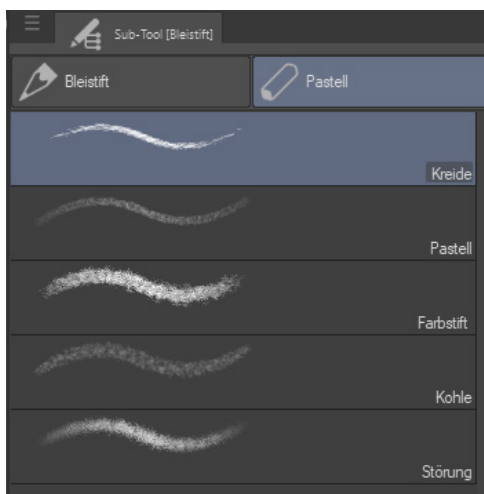 Sub-Tool [Bleistift]
Bleistift
Pastell
Kreide
Pastell
Farbstift
Kohle
Störung